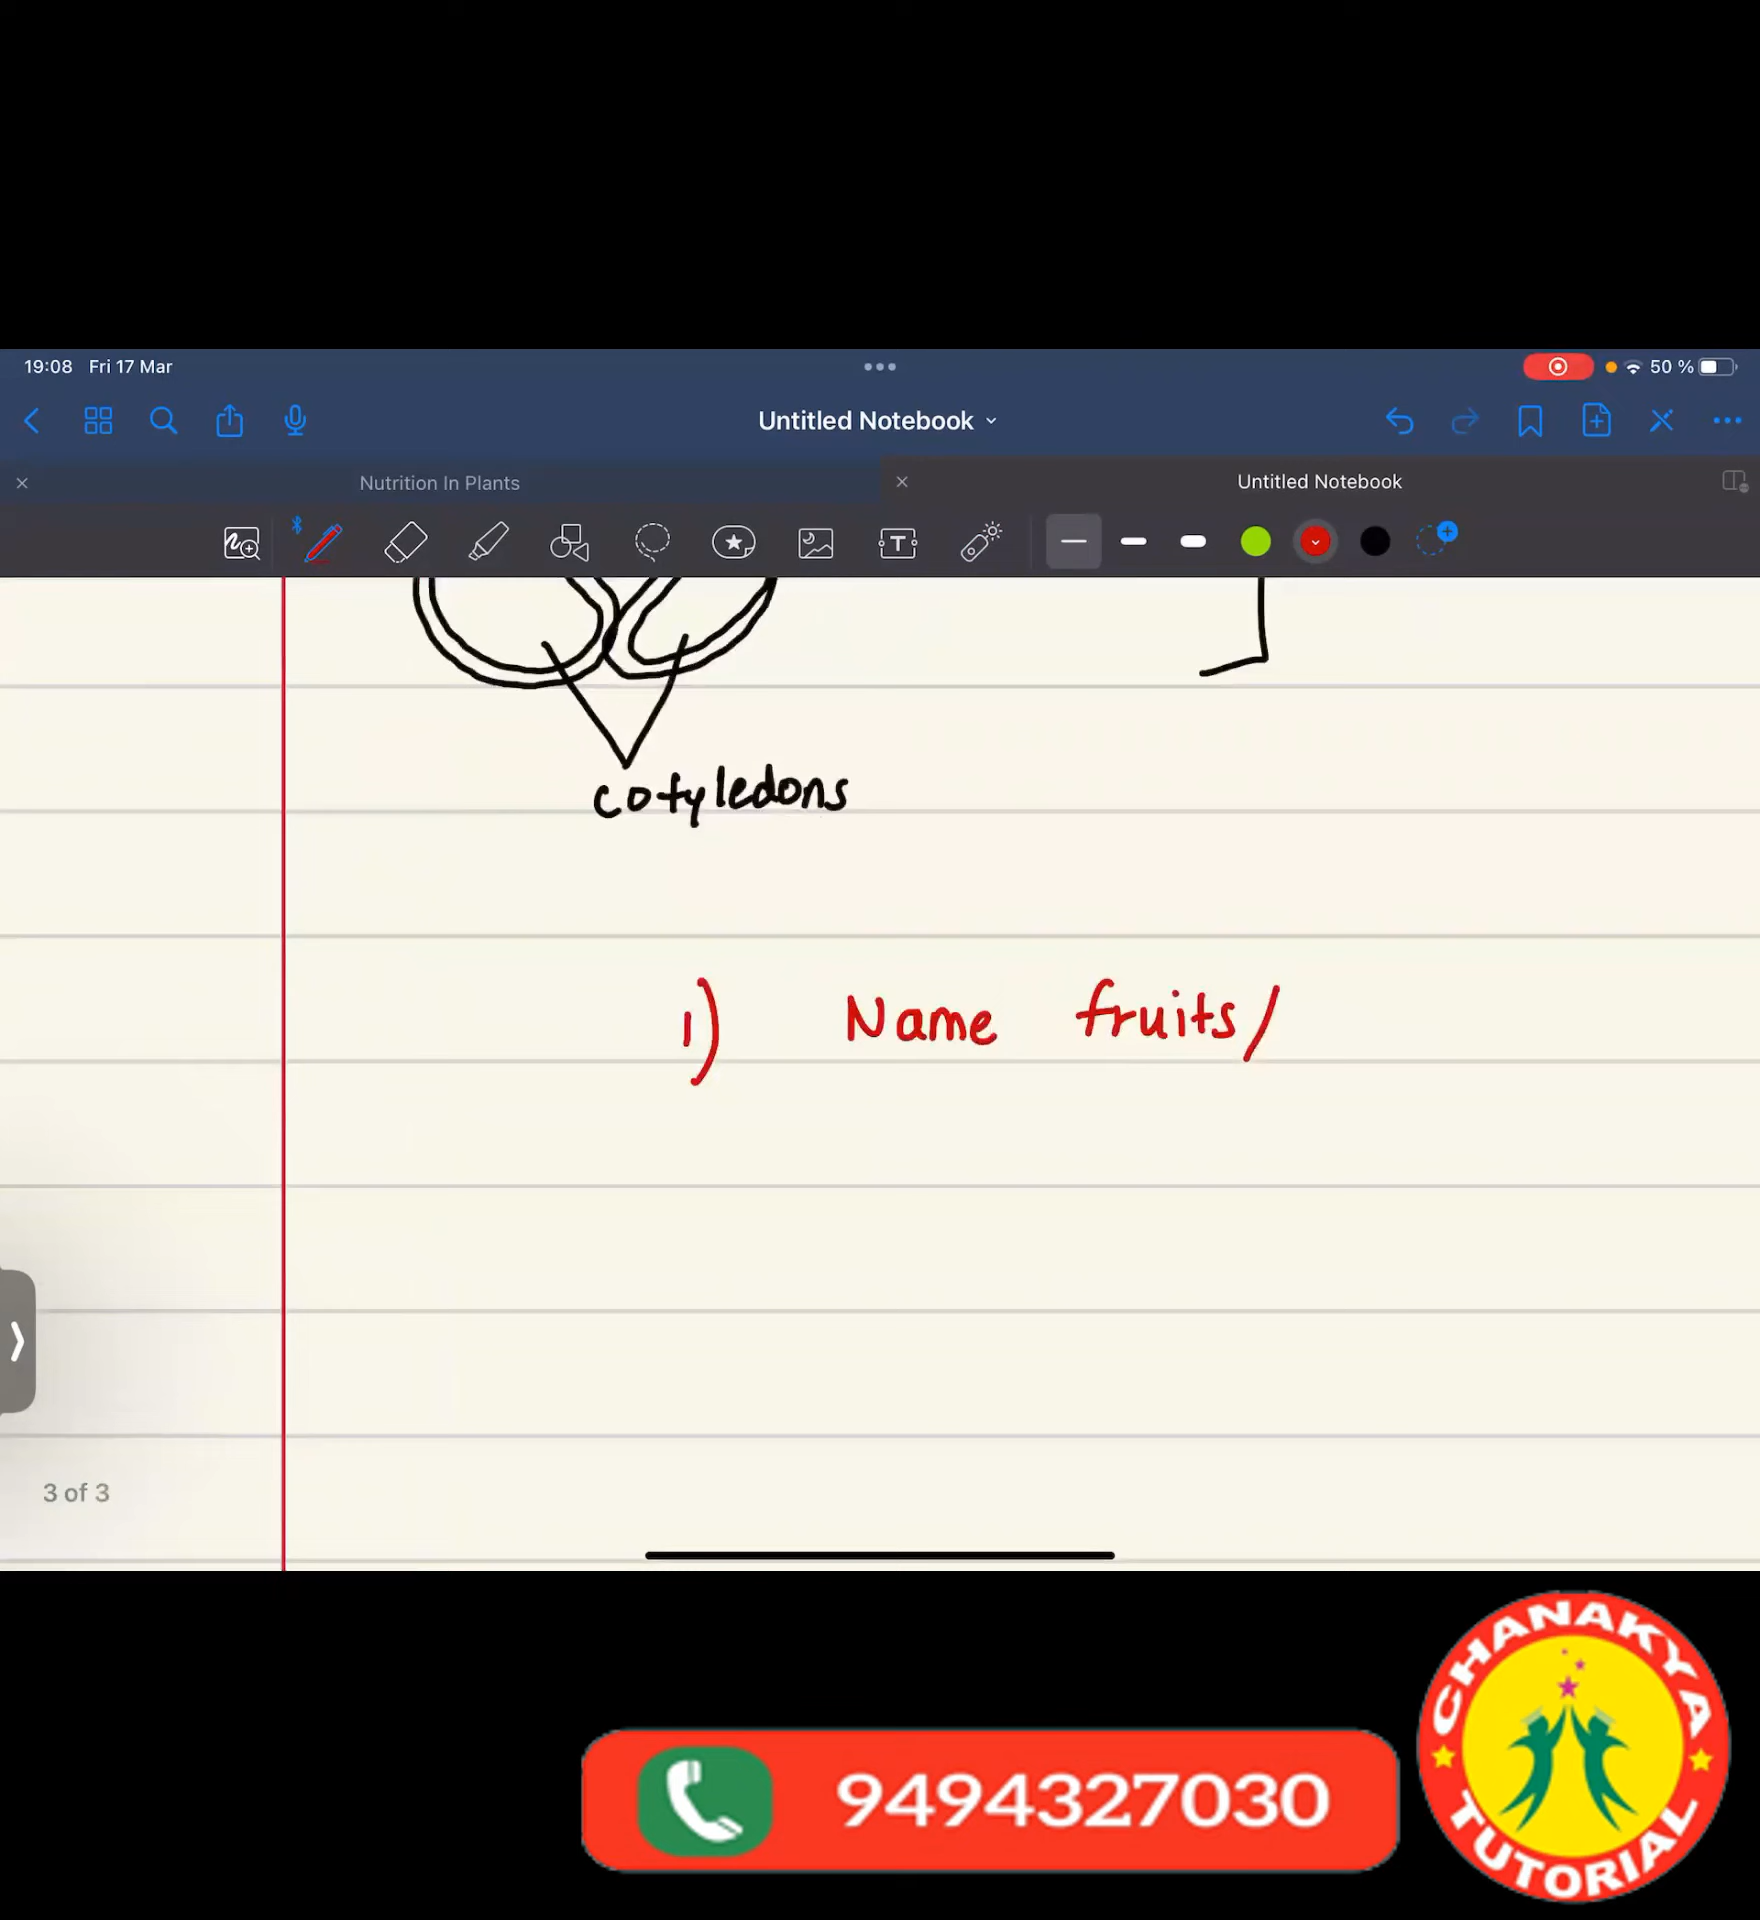 19:08 Fri 17 Mar
50 %
Untitled Notebook
Nutrition In Plants
Untitled Notebook
T
cotyledons
1) Name fruits/
3 of 3
CHANAKYA
9494327030
TUTORIAL